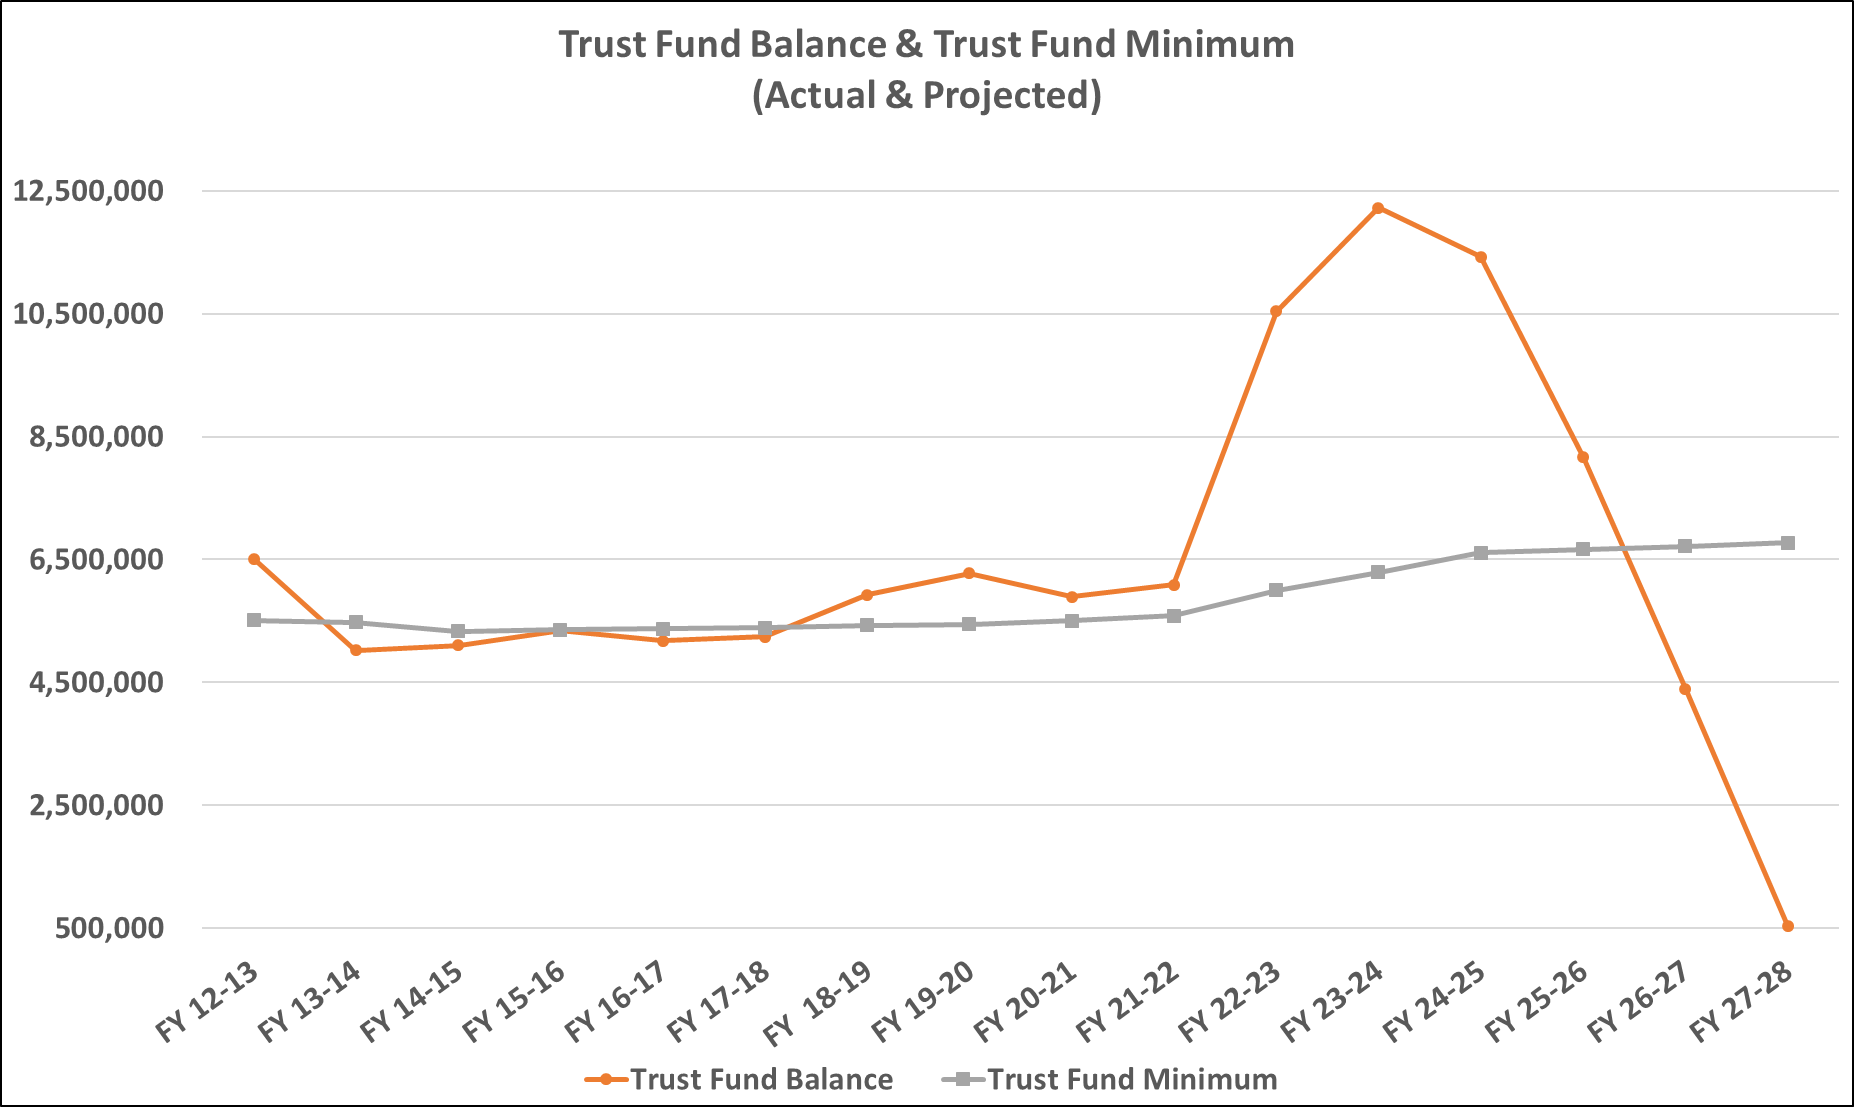 Trust Fund Balance & Trust Fund Minimum
(Actual & Projected)
12,500,000
10,500,000
8,500,000
6,500,000
4,500,000
2,500,000
500,000
FY 12-13
FY 13-14
FY 14-15
FY 15-16
FY 16-17
FY 17-18
FY  18-19
FY 19-20
FY 20-21
FY 21-22
FY 22-23
FY 23-24
FY 24-25
FY 25-26
FY 26-27
FY 27-28
Trust Fund Balance
Trust Fund Minimum